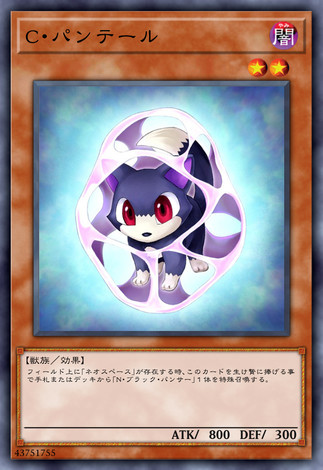 C・パンテール
やみ
闇
【獣族／効果】
フィールド上に「ネオスペース」が存在する時、このカードを生け贄に捧げる事
で手札またはデッキから「N・ブラック・パンサー」１体を特殊召喚する。
ATK/ 800 DEF/ 300
43751755